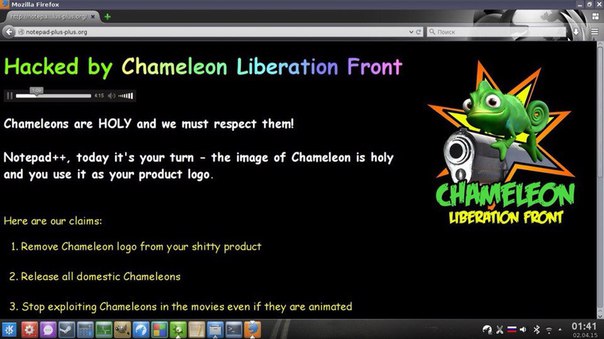 Mozilla Firefox
http://notepa...plus-plus.org/
notepad-plus-plus.org
Поиск
Hacked by Chameleon Liberation Front
4:15
Chameleons are HOLY and we must respect them!
Notepad++, today it's your turn - the image of Chameleon is holy
and you use it as your product logo.
CHAMELEON
LIBERATION FRONT
Here are our claims:
1. Remove Chameleon logo from your shitty product
2. Release all domestic Chameleons
3. Stop exploiting Chameleons in the movies even if they are animated
01:41
02.04.15